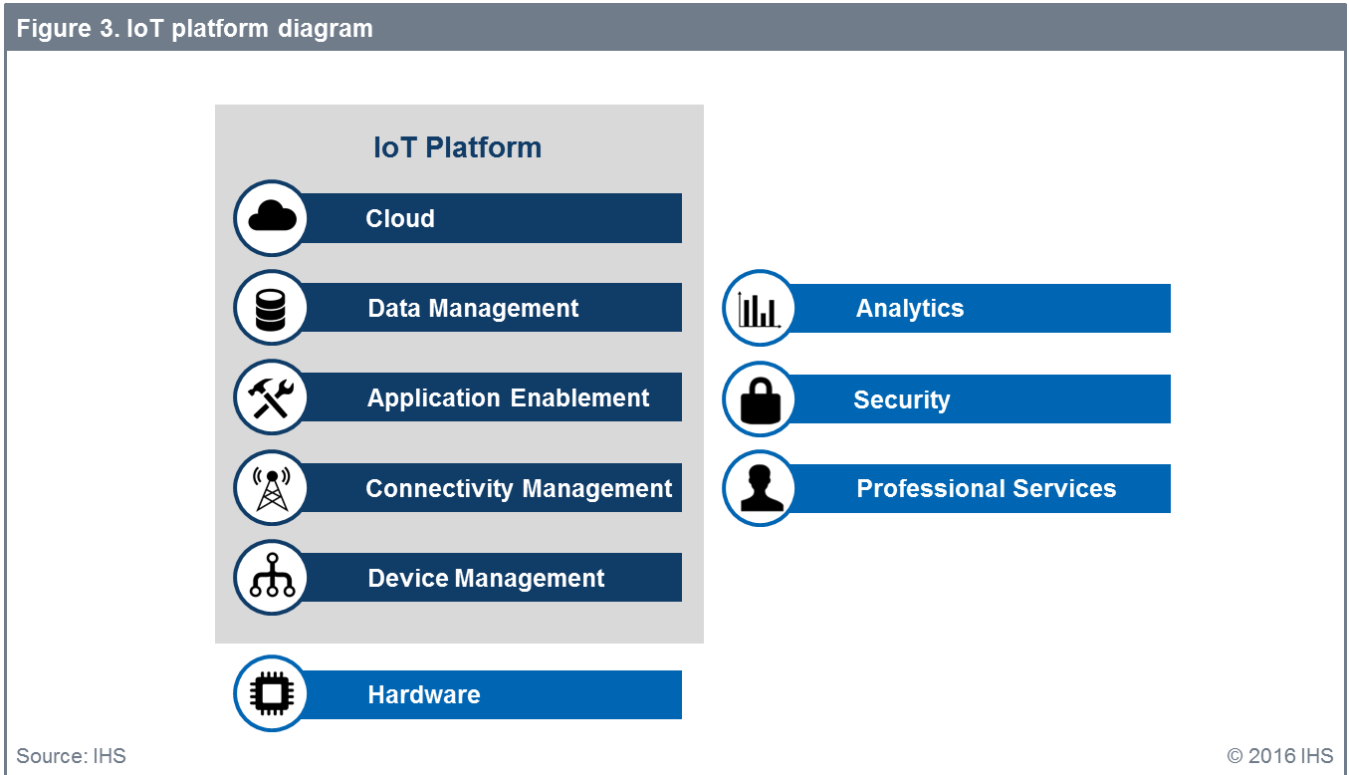 Figure 3. IoT platform diagram
IoT Platform
Cloud
Data Management
Application Enablement
Connectivity Management
Device Management
Hardware
Analytics
Security
Professional Services
Source: IHS
© 2016 IHS